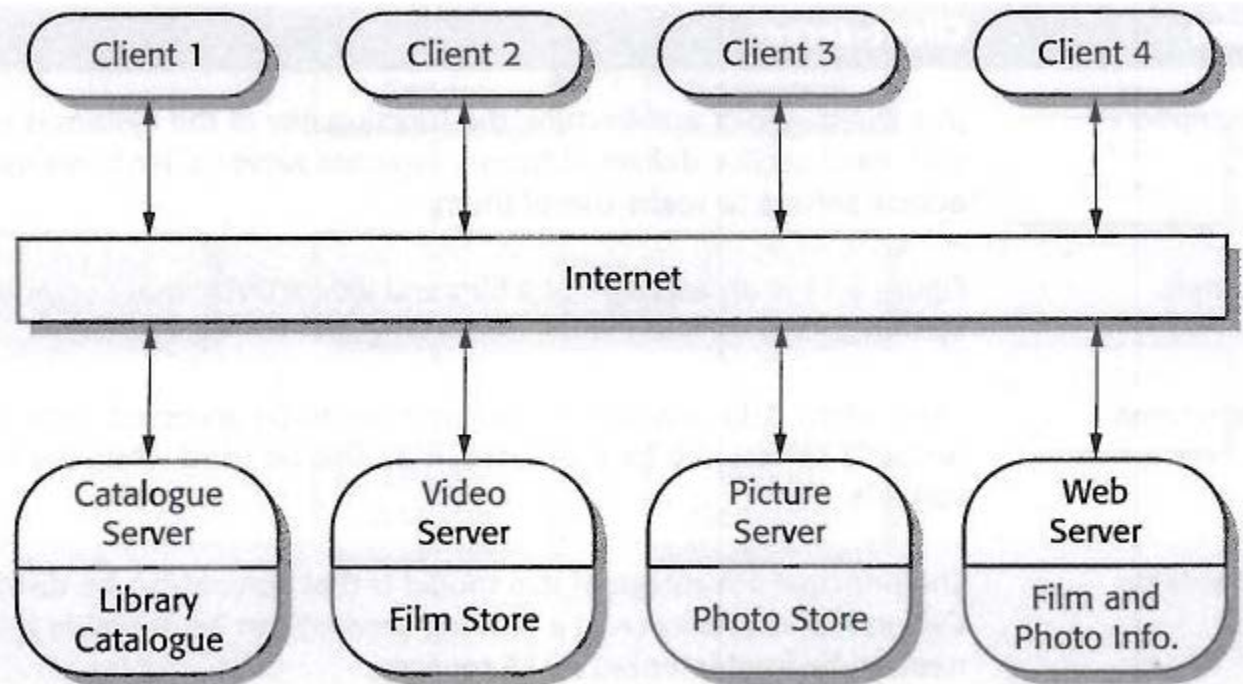 Client 1
Client 2
Client 3
Client 4
Internet
Catalogue
Server
Library
Catalogue
Video
Server
Film Store
Picture
Server
Photo Store
Web
Server
Film and
Photo Info.